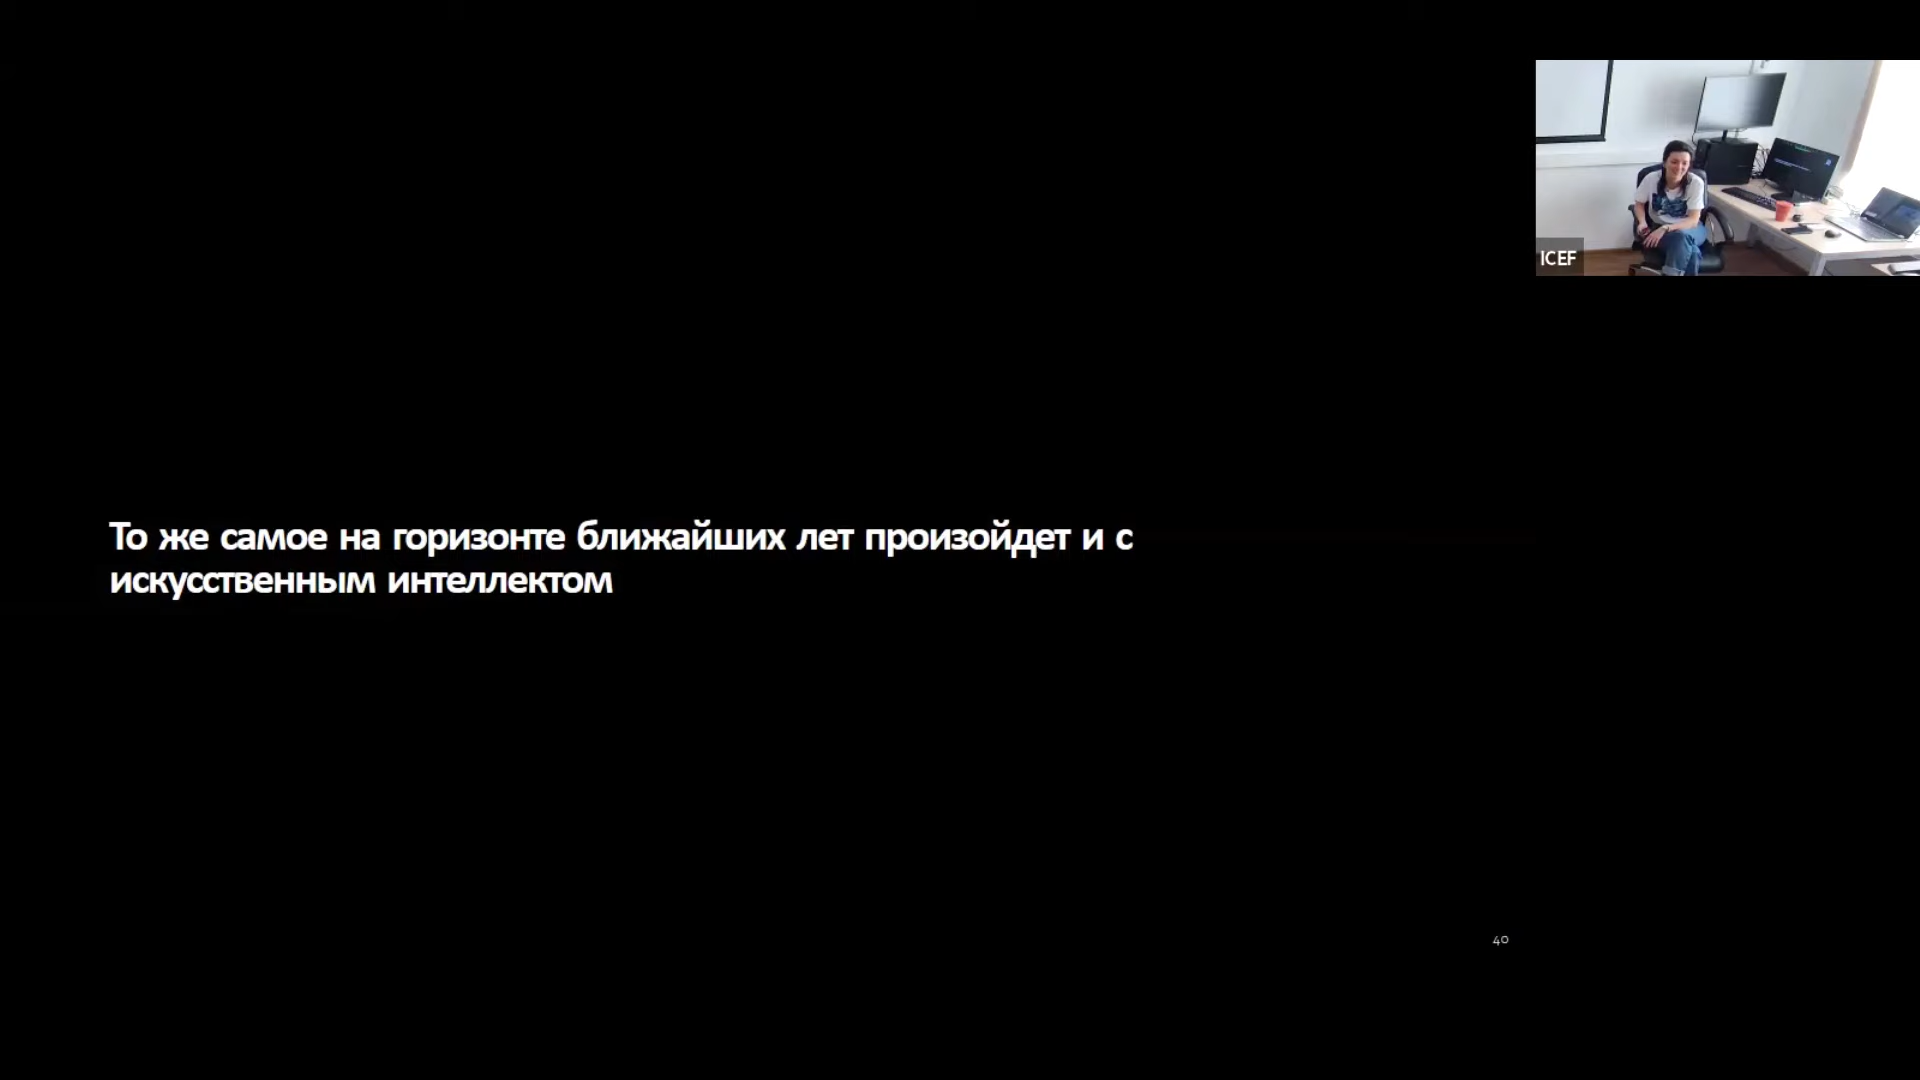 ICEF
То же самое на горизонте ближайших лет произойдет и с
искусственным интеллектом
40